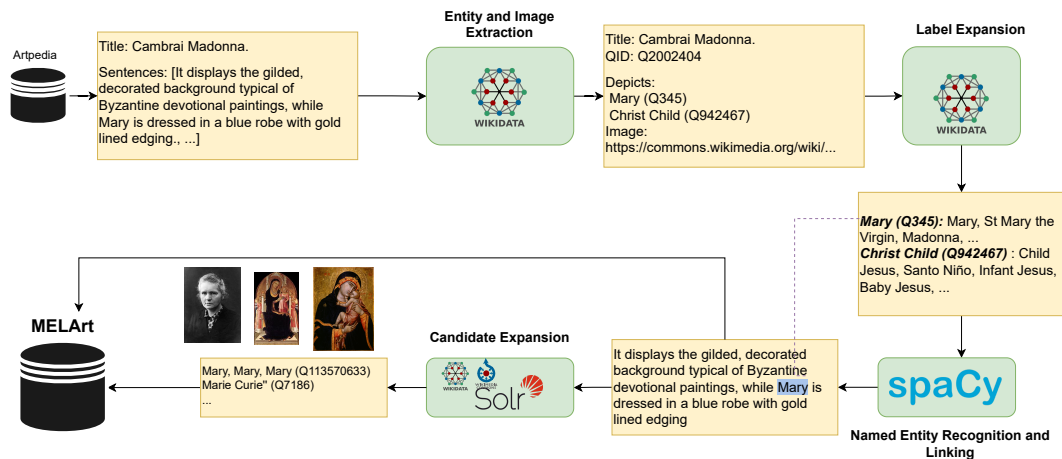 Artpedia
Title: Cambrai Madonna.
Sentences: [It displays the gilded,
decorated background typical of
Byzantine devotional paintings, while
Mary is dressed in a blue robe with gold
lined edging., ...]
Entity and Image
Extraction
WIKIDATA
Title: Cambrai Madonna.
QID: Q2002404
Depicts:
Mary (Q345)
Christ Child (Q942467)
Image:
https://commons.wikimedia.org/wiki/...
Label Expansion
WIKIDATA
Mary (Q345): Mary, St Mary the
Virgin, Madonna, ...
Christ Child (Q942467) : Child
Jesus, Santo Niño, Infant Jesus,
Baby Jesus, ...
spaCy
Named Entity Recognition and
Linking
It displays the gilded, decorated
background typical of Byzantine
devotional paintings, while Mary is
dressed in a blue robe with gold
lined edging
Candidate Expansion
WIKIDATA
Solr
Mary, Mary, Mary (Q113570633)
Marie Curie" (Q7186)
...
MELArt